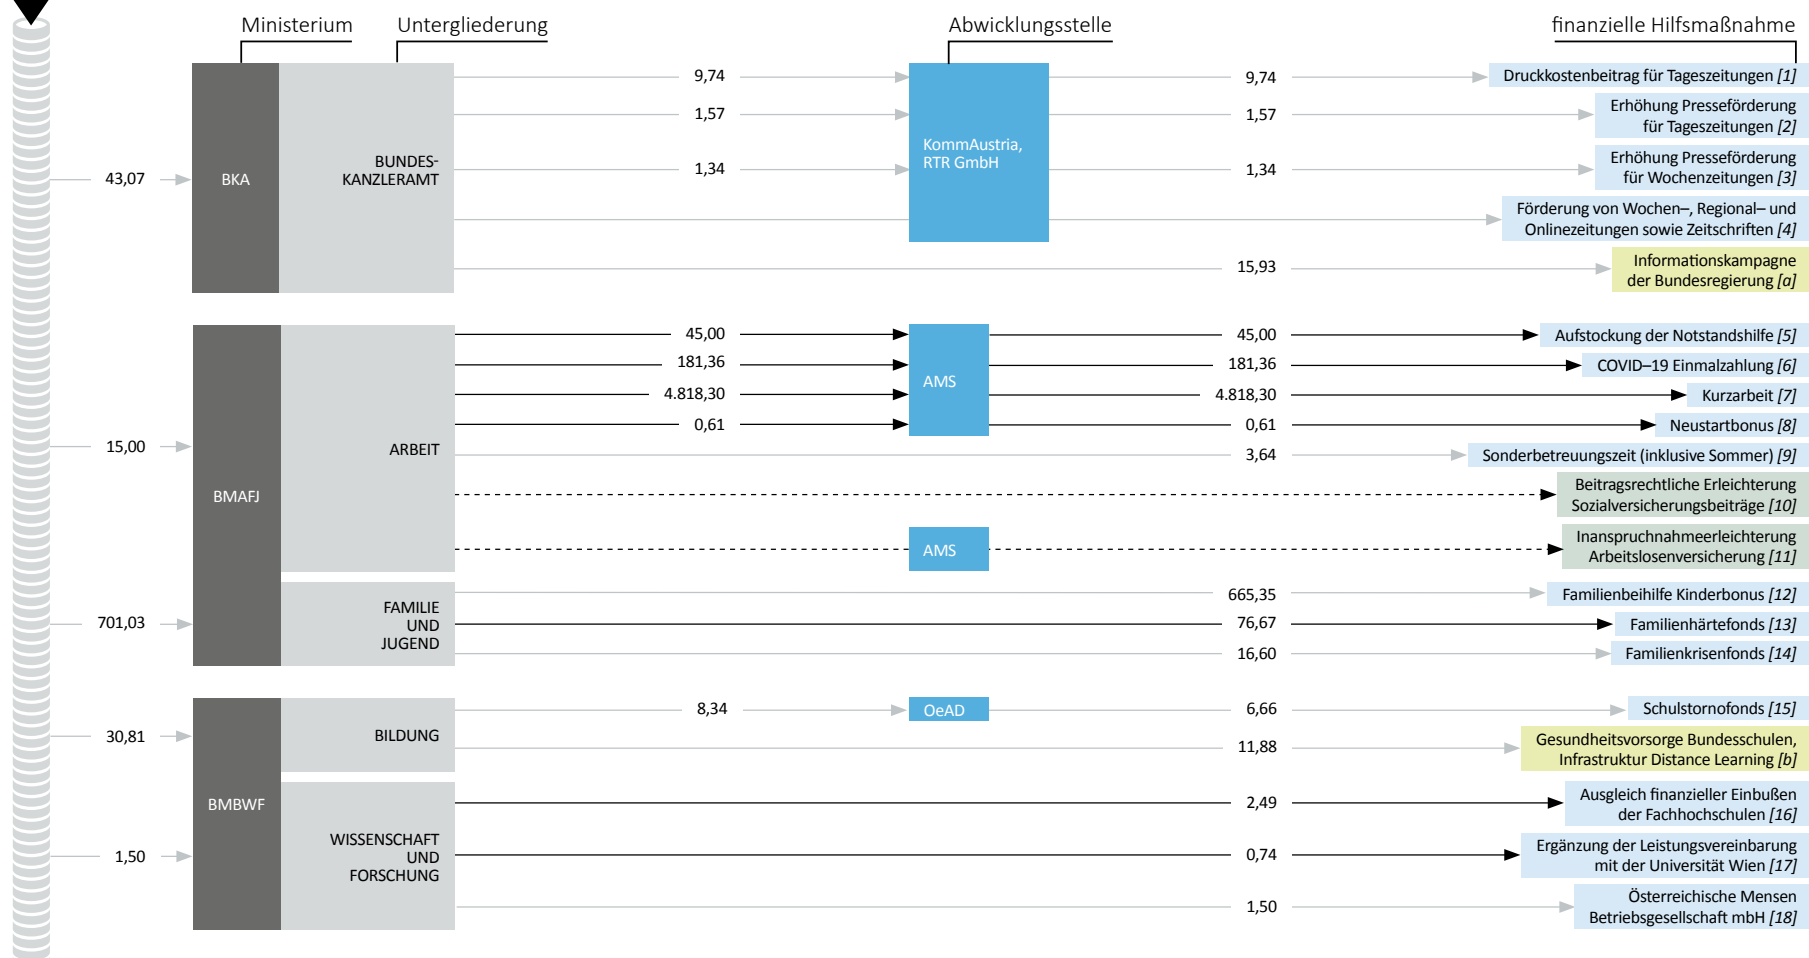 Ministerium
Untergliederung
Abwicklungsstelle
finanzielle Hilfsmaßnahme
43,07
BKA
BUNDES-
KANZLERAMT
9,74
1,57
1,34
KommAustria,
RTR GmbH
9,74
1,57
1,34
15,93
Druckkostenbeitrag für Tageszeitungen [1]
Erhöhung Presseförderung
für Tageszeitungen [2]
Erhöhung Presseförderung
für Wochenzeitungen [3]
Förderung von Wochen–, Regional– und
Onlinezeitungen sowie Zeitschriften [4]
Informationskampagne
der Bundesregierung [a]
15,00
701,03
BMAFJ
ARBEIT
45,00
181,36
4.818,30
0,61
AMS
45,00
181,36
4.818,30
0,61
3,64
AMS
Aufstockung der Notstandshilfe [5]
COVID–19 Einmalzahlung [6]
Kurzarbeit [7]
Neustartbonus [8]
Sonderbetreuungszeit (inklusive Sommer) [9]
Beitragsrechtliche Erleichterung
Sozialversicherungsbeiträge [10]
Inanspruchnahmeerleichterung
Arbeitslosenversicherung [11]
FAMILIE
UND
JUGEND
665,35
76,67
16,60
Familienbeihilfe Kinderbonus [12]
Familienhärtefonds [13]
Familienkrisenfonds [14]
30,81
1,50
BMBWF
BILDUNG
8,34
OeAD
6,66
11,88
Schulstornofonds [15]
Gesundheitsvorsorge Bundesschulen,
Infrastruktur Distance Learning [b]
WISSENSCHAFT
UND
FORSCHUNG
2,49
0,74
1,50
Ausgleich finanzieller Einbußen
der Fachhochschulen [16]
Ergänzung der Leistungsvereinbarung
mit der Universität Wien [17]
Österreichische Mensen
Betriebsgesellschaft mbH [18]